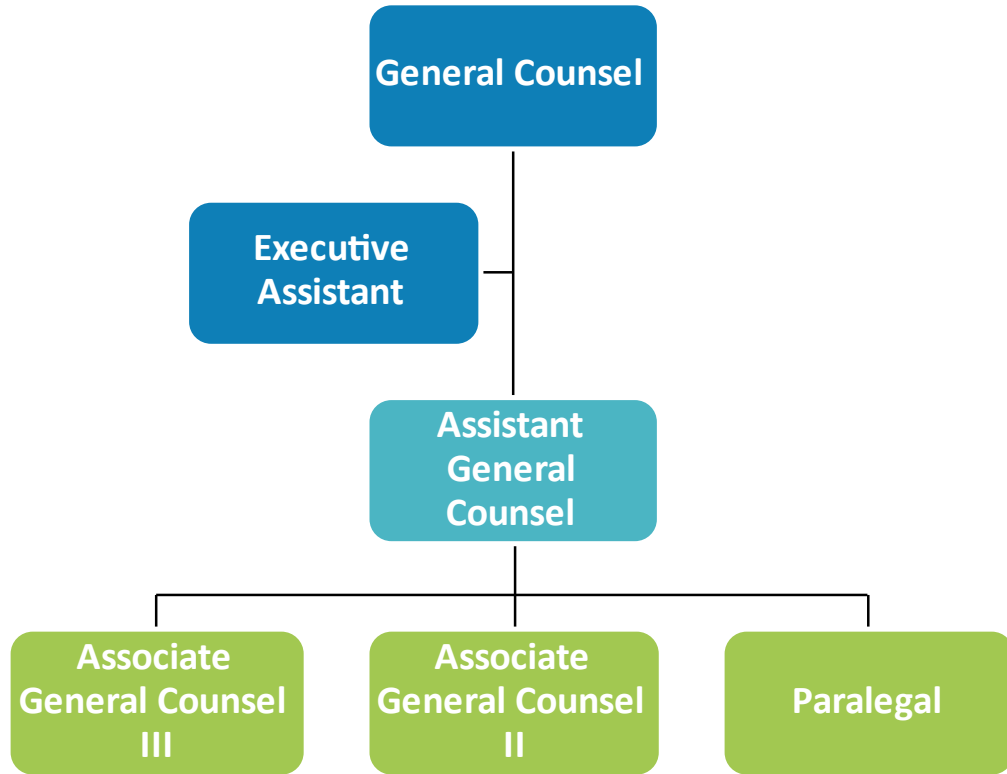 General Counsel
Executive
Assistant
Assistant
General
Counsel
Associate
General Counsel
III
Associate
General Counsel
II
Paralegal